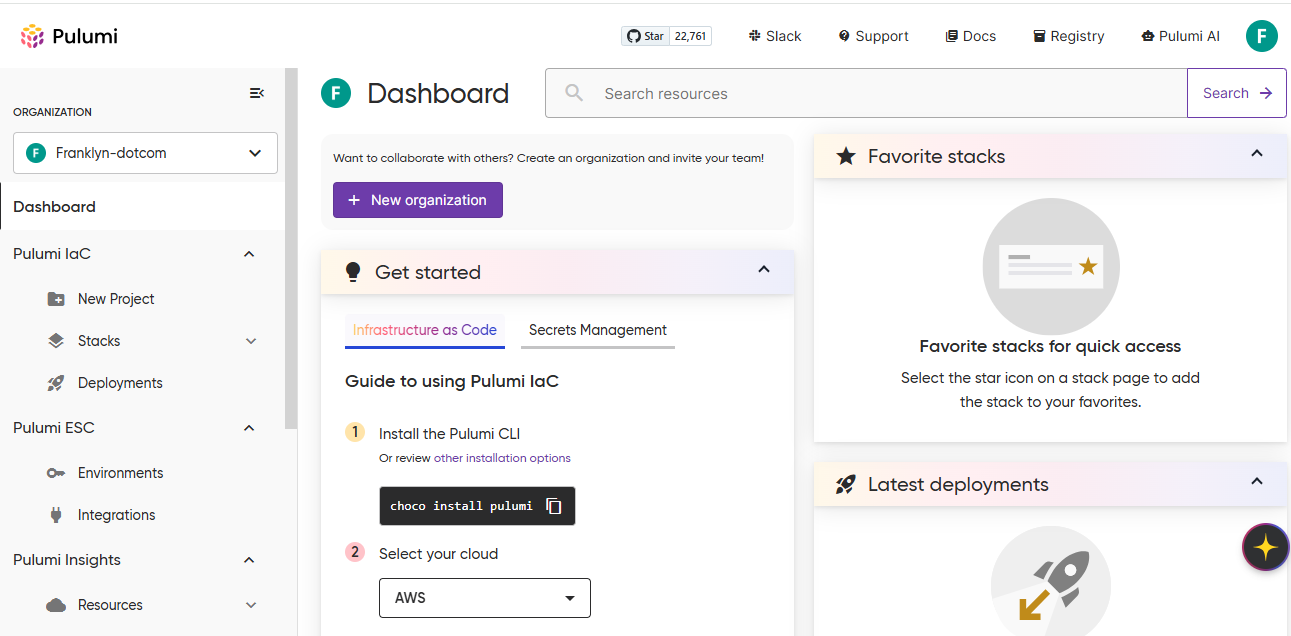 Pulumi
Star 22,761
Slack
Support
Docs
Registry
Pulumi AI
F
ORGANIZATION
F Franklyn-dotcom
Dashboard
Pulumi IaC
New Project
Stacks
Deployments
Pulumi ESC
Environments
Integrations
Pulumi Insights
Resources
F Dashboard
Search resources
Search
Want to collaborate with others? Create an organization and invite your team!
+ New organization
Get started
Infrastructure as Code
Secrets Management
Guide to using Pulumi IaC
1 Install the Pulumi CLI
Or review other installation options
choco install pulumi
2 Select your cloud
AWS
Favorite stacks
Favorite stacks for quick access
Select the star icon on a stack page to add
the stack to your favorites.
Latest deployments